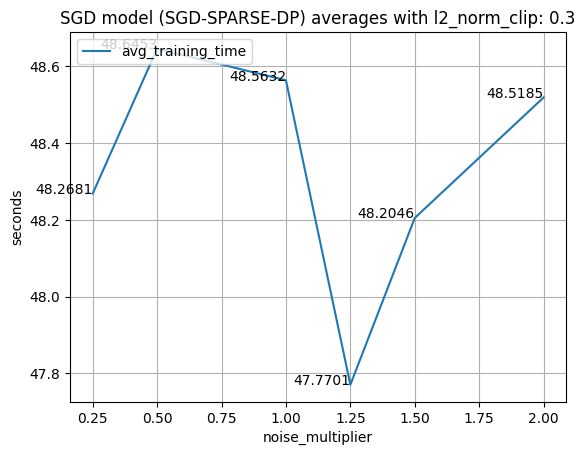 SGD model (SGD-SPARSE-DP) averages with l2_norm_clip: 0.3
avg_training_time
48.6453
48.5632
48.5185
48.2681
48.2046
47.7701
48.6
48.4
48.2
48.0
47.8
seconds
0.25 0.50 0.75 1.00 1.25 1.50 1.75 2.00
noise_multiplier